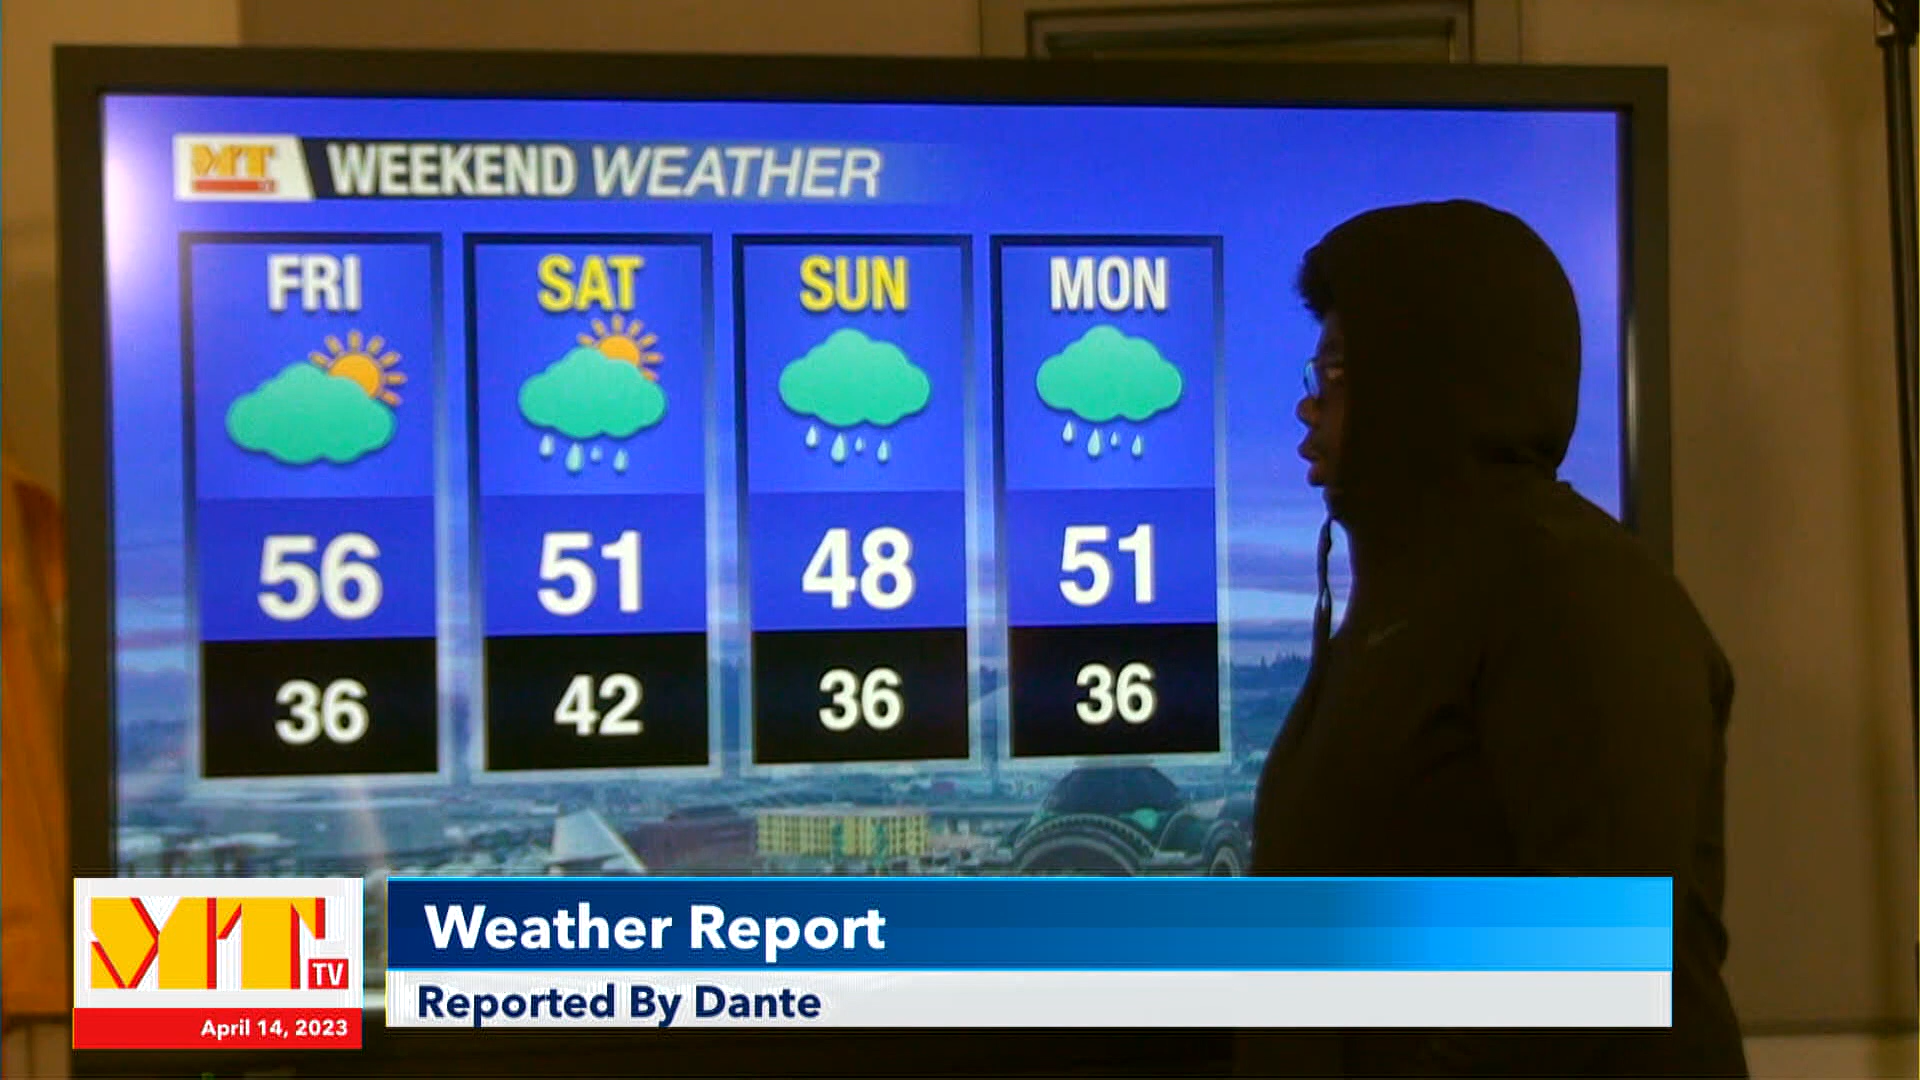 WEEKEND WEATHER
FRI SAT SUN MON
56 51 48 51
36 42 36 36
Weather Report
TV
Reported By Dante
April 14, 2023